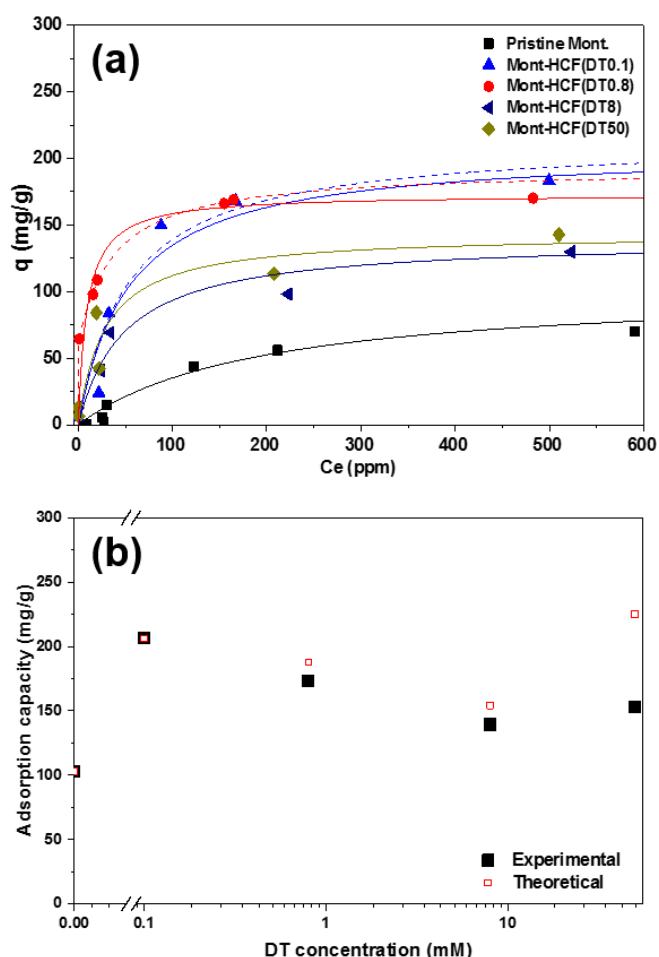 300
250
200
150
100
50
0
q (mg/g)
(a)
Pristine Mont.
Mont-HCF(DT0.1)
Mont-HCF(DT0.8)
Mont-HCF(DT8)
Mont-HCF(DT50)
0 100 200 300 400 500 600
Ce (ppm)
300
250
200
150
100
50
0
Adsorption capacity (mg/g)
(b)
Experimental
Theoretical
0.00 0.1 1 10
DT concentration (mM)